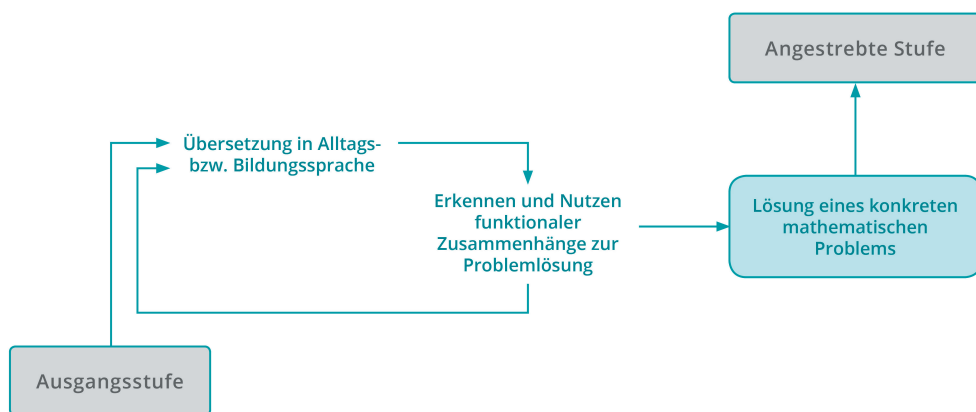 Angestrebte Stufe
Übersetzung in Alltags-
bzw. Bildungssprache
Erkennen und Nutzen
funktionaler
Zusammenhänge zur
Problemlösung
Lösung eines konkreten
mathematischen
Problems
Ausgangsstufe